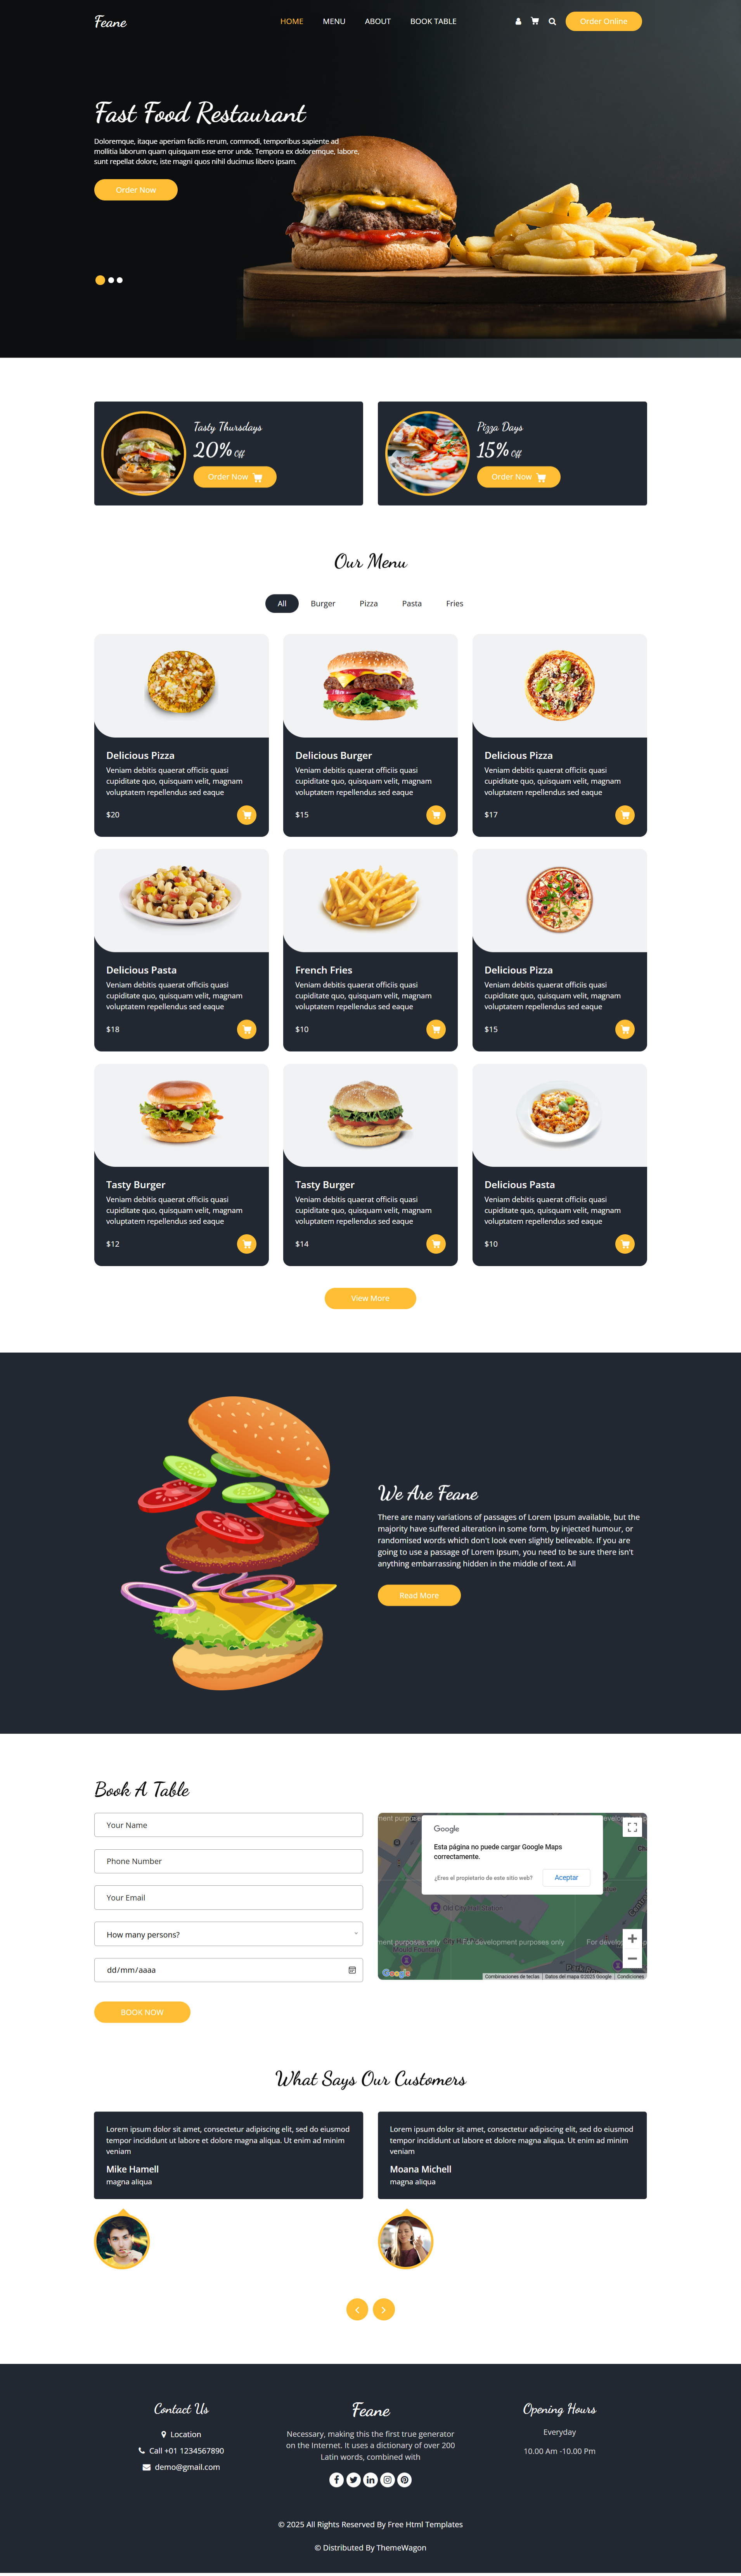 Feane
HOME MENU ABOUT BOOK TABLE Order Online
Fast Food Restaurant
Doloremque, itaque aperiam facilis rerum, commodi, temporibus sapiente ad
mollitia laborum quam quisquam esse error unde. Tempora ex doloremque, labore,
sunt repellat dolore, iste magni quos nihil ducimus libero ipsam.
Order Now
Tasty Thursdays
20% Off
Order Now
Pizza Days
15% Off
Order Now
Our Menu
All Burger Pizza Pasta Fries
Delicious Pizza
Veniam debitis quaerat officiis quasi
cupiditate quo, quisquam velit, magnam
voluptatem repellendus sed eaque
$20
Delicious Burger
Veniam debitis quaerat officiis quasi
cupiditate quo, quisquam velit, magnam
voluptatem repellendus sed eaque
$15
Delicious Pizza
Veniam debitis quaerat officiis quasi
cupiditate quo, quisquam velit, magnam
voluptatem repellendus sed eaque
$17
Delicious Pasta
Veniam debitis quaerat officiis quasi
cupiditate quo, quisquam velit, magnam
voluptatem repellendus sed eaque
$18
French Fries
Veniam debitis quaerat officiis quasi
cupiditate quo, quisquam velit, magnam
voluptatem repellendus sed eaque
$10
Delicious Pizza
Veniam debitis quaerat officiis quasi
cupiditate quo, quisquam velit, magnam
voluptatem repellendus sed eaque
$15
Tasty Burger
Veniam debitis quaerat officiis quasi
cupiditate quo, quisquam velit, magnam
voluptatem repellendus sed eaque
$12
Tasty Burger
Veniam debitis quaerat officiis quasi
cupiditate quo, quisquam velit, magnam
voluptatem repellendus sed eaque
$14
Delicious Pasta
Veniam debitis quaerat officiis quasi
cupiditate quo, quisquam velit, magnam
voluptatem repellendus sed eaque
$10
View More
We Are Feane
There are many variations of passages of Lorem Ipsum available, but the
majority have suffered alteration in some form, by injected humour, or
randomised words which don't look even slightly believable. If you are
going to use a passage of Lorem Ipsum, you need to be sure there isn't
anything embarrassing hidden in the middle of text. All
Read More
Book A Table
Your Name
Phone Number
Your Email
How many persons?
dd/mm/aaaa
BOOK NOW
Google
Esta página no puede cargar Google Maps
correctamente.
¿Eres el propietario de este sitio web? Aceptar
Old City Hall Station
City H
For development purposes only
Mould Fountain
Google
Combinaciones de teclas Datos del mapa ©2025 Google Condiciones
What Says Our Customers
Lorem ipsum dolor sit amet, consectetur adipiscing elit, sed do eiusmod
tempor incididunt ut labore et dolore magna aliqua. Ut enim ad minim
veniam
Mike Hamell
magna aliqua
Lorem ipsum dolor sit amet, consectetur adipiscing elit, sed do eiusmod
tempor incididunt ut labore et dolore magna aliqua. Ut enim ad minim
veniam
Moana Michell
magna aliqua
Contact Us
Location
Call +01 1234567890
demo@gmail.com
Feane
Necessary, making this the first true generator
on the Internet. It uses a dictionary of over 200
Latin words, combined with
Opening Hours
Everyday
10.00 Am -10.00 Pm
© 2025 All Rights Reserved By Free Html Templates
© Distributed By ThemeWagon